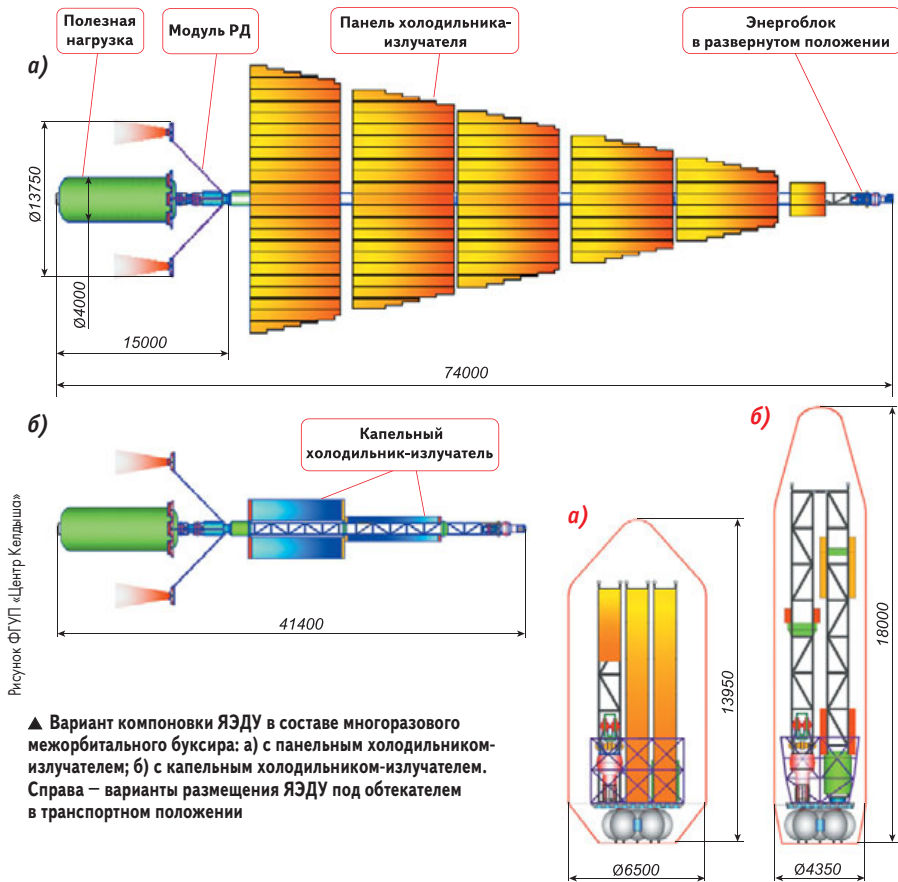 Полезная
нагрузка
Модуль РД
Панель холодильника-
излучателя
Энергоблок
в развернутом положении
а)
Ø13750
Ø4000
15000
74000
б)
Капельный
холодильник-излучатель
41400
а)
13950
Ø6500
б)
18000
Ø4350
Рисунок ФГУП «Центр Келдыша»
▲ Вариант компоновки ЯЭДУ в составе многоразового
межорбитального буксира: а) с панельным холодильником-
излучателем; б) с капельным холодильником-излучателем.
Справа – варианты размещения ЯЭДУ под обтекателем
в транспортном положении